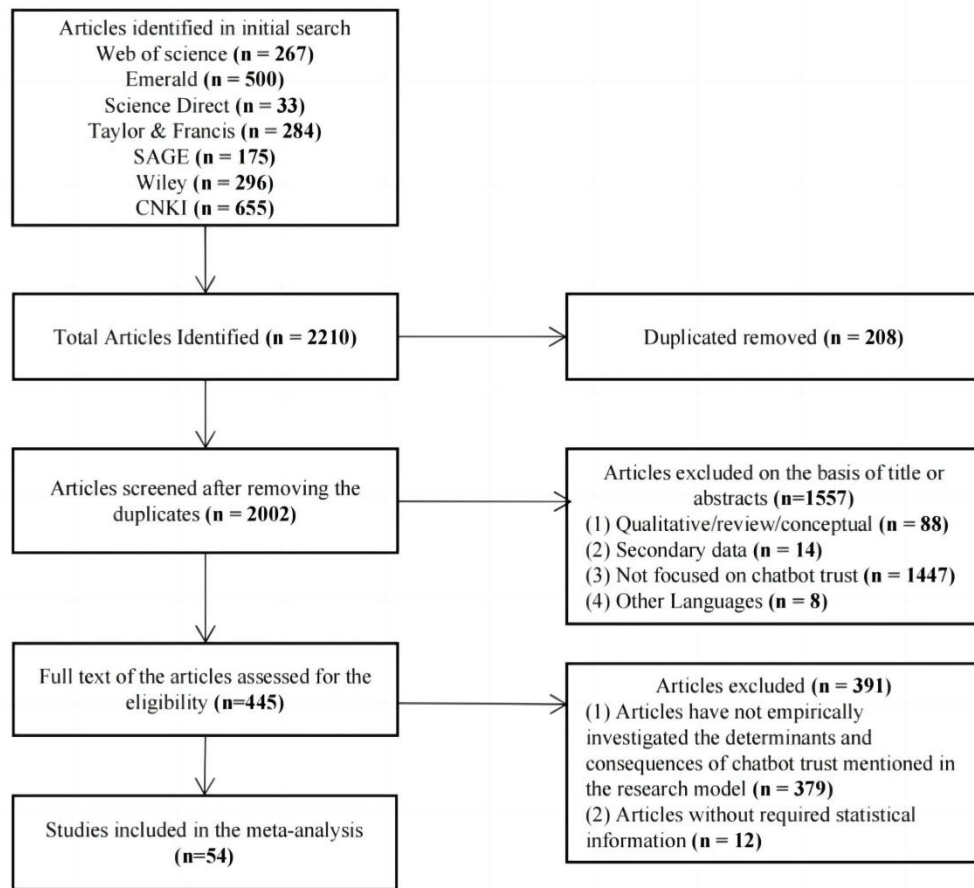 Articles identified in initial search
Web of science (n = 267)
Emerald (n = 500)
Science Direct (n = 33)
Taylor & Francis (n = 284)
SAGE (n = 175)
Wiley (n = 296)
CNKI (n = 655)
Total Articles Identified (n = 2210)
Duplicated removed (n = 208)
Articles screened after removing the
duplicates (n = 2002)
Articles excluded on the basis of title or
abstracts (n=1557)
(1) Qualitative/review/conceptual (n = 88)
(2) Secondary data (n = 14)
(3) Not focused on chatbot trust (n = 1447)
(4) Other Languages (n = 8)
Full text of the articles assessed for the
eligibility (n=445)
Articles excluded (n = 391)
(1) Articles have not empirically
investigated the determinants and
consequences of chatbot trust mentioned in
the research model (n = 379)
(2) Articles without required statistical
information (n = 12)
Studies included in the meta-analysis
(n=54)